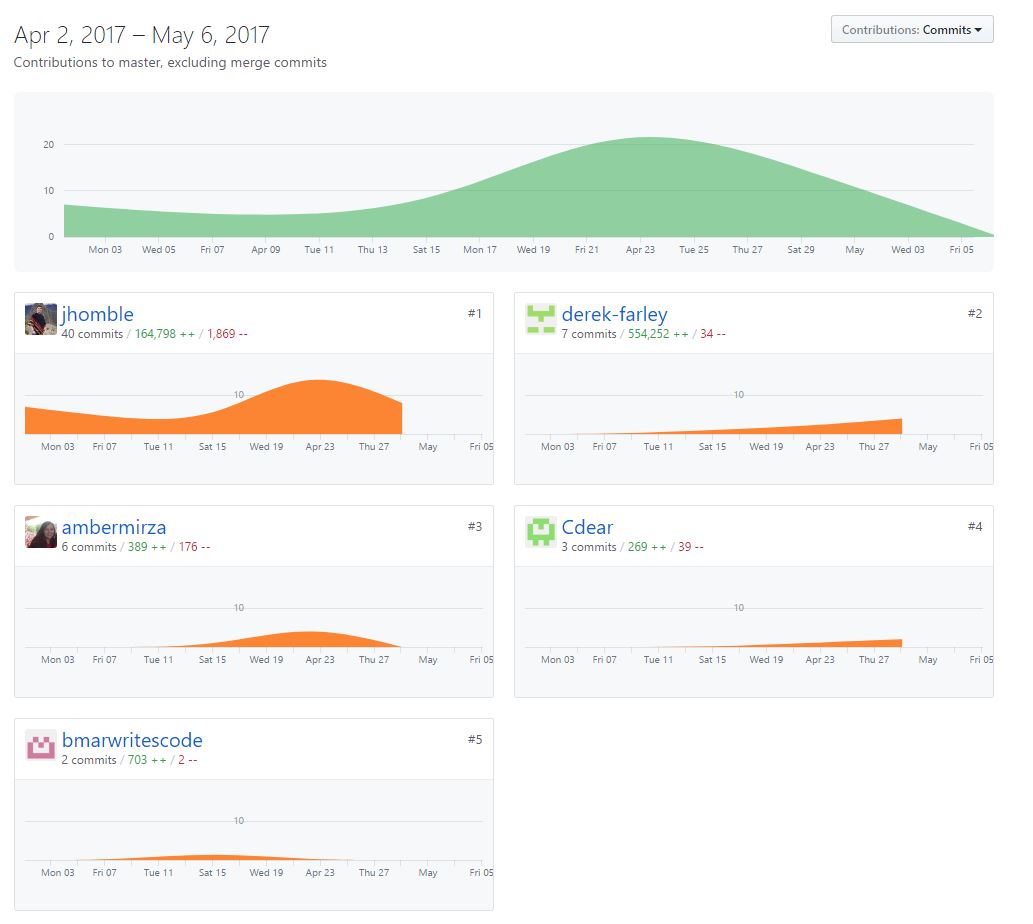 Apr 2, 2017 – May 6, 2017
Contributions: Commits
Contributions to master, excluding merge commits
20
10
0
Mon 03 Wed 05 Fri 07 Apr 09 Tue 11 Thu 13 Sat 15 Mon 17 Wed 19 Fri 21 Apr 23 Tue 25 Thu 27 Sat 29 May Wed 03 Fri 05
jhomble #1
40 commits / 164,798 ++ / 1,869 --
10
Mon 03 Fri 07 Tue 11 Sat 15 Wed 19 Apr 23 Thu 27 May Fri 05
derek-farley #2
7 commits / 554,252 ++ / 34 --
10
Mon 03 Fri 07 Tue 11 Sat 15 Wed 19 Apr 23 Thu 27 May Fri 05
ambermirza #3
6 commits / 389 ++ / 176 --
10
Mon 03 Fri 07 Tue 11 Sat 15 Wed 19 Apr 23 Thu 27 May Fri 05
Cdear #4
3 commits / 269 ++ / 39 --
10
Mon 03 Fri 07 Tue 11 Sat 15 Wed 19 Apr 23 Thu 27 May Fri 05
bmarwritescode #5
2 commits / 703 ++ / 2 --
10
Mon 03 Fri 07 Tue 11 Sat 15 Wed 19 Apr 23 Thu 27 May Fri 05